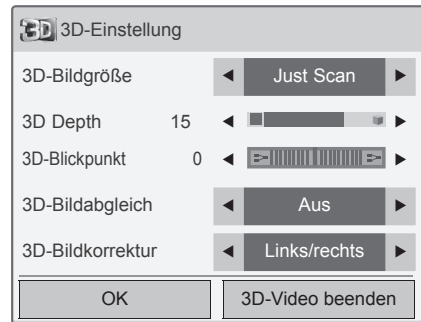 3D 3D-Einstellung
3D-Bildgröße Just Scan
3D Depth 15
3D-Blickpunkt 0
3D-Bildabgleich Aus
3D-Bildkorrektur Links/rechts
OK 3D-Video beenden